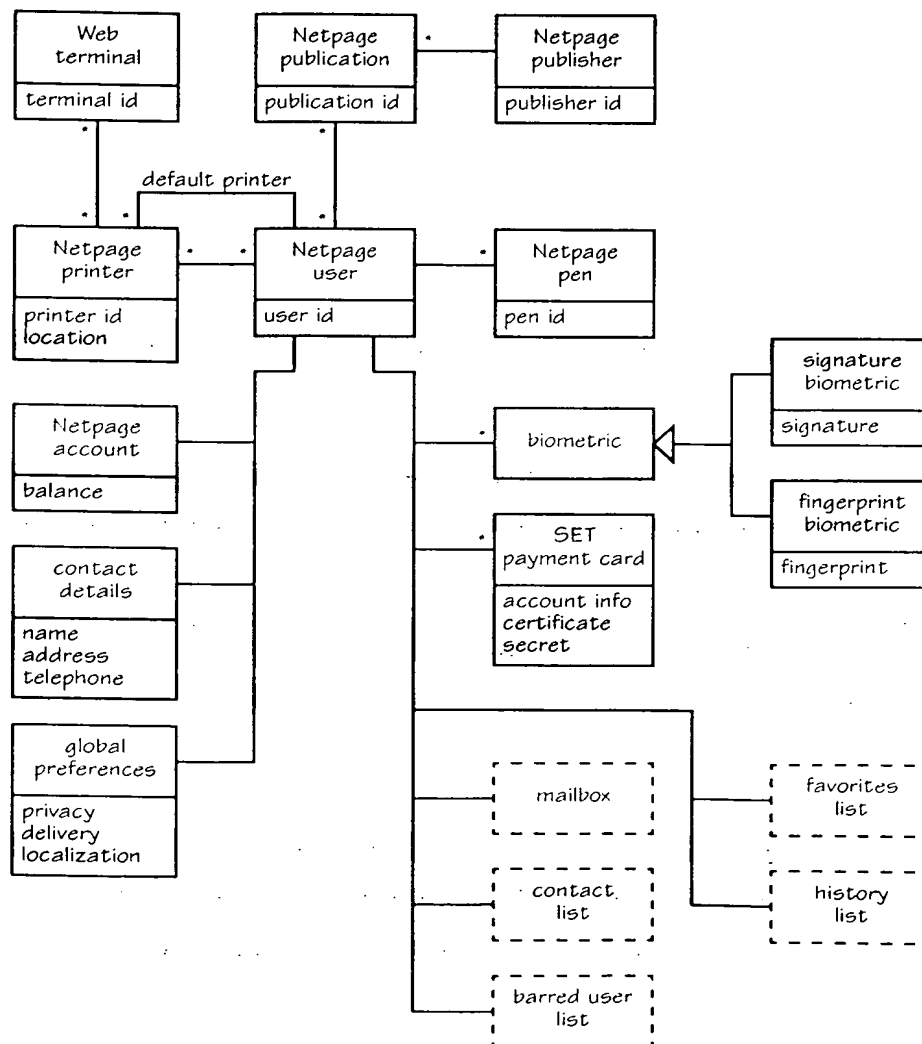 Web
terminal
terminal id
Netpage
publication
publication id
Netpage
publisher
publisher id
default printer
Netpage
printer
printer id
location
Netpage
user
user id
Netpage
pen
pen id
Netpage
account
balance
contact
details
name
address
telephone
global
preferences
privacy
delivery
localization
biometric
signature
biometric
signature
fingerprint
biometric
fingerprint
SET
payment card
account info
certificate
secret
mailbox
contact
list
barred user
list
favorites
list
history
list